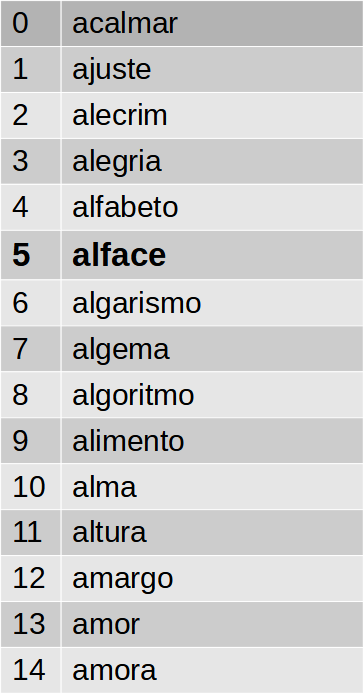 0 acalmar
1 ajuste
2 alecrim
3 alegria
4 alfabeto
5 alface
6 algarismo
7 algema
8 algoritmo
9 alimento
10 alma
11 altura
12 amargo
13 amor
14 amora